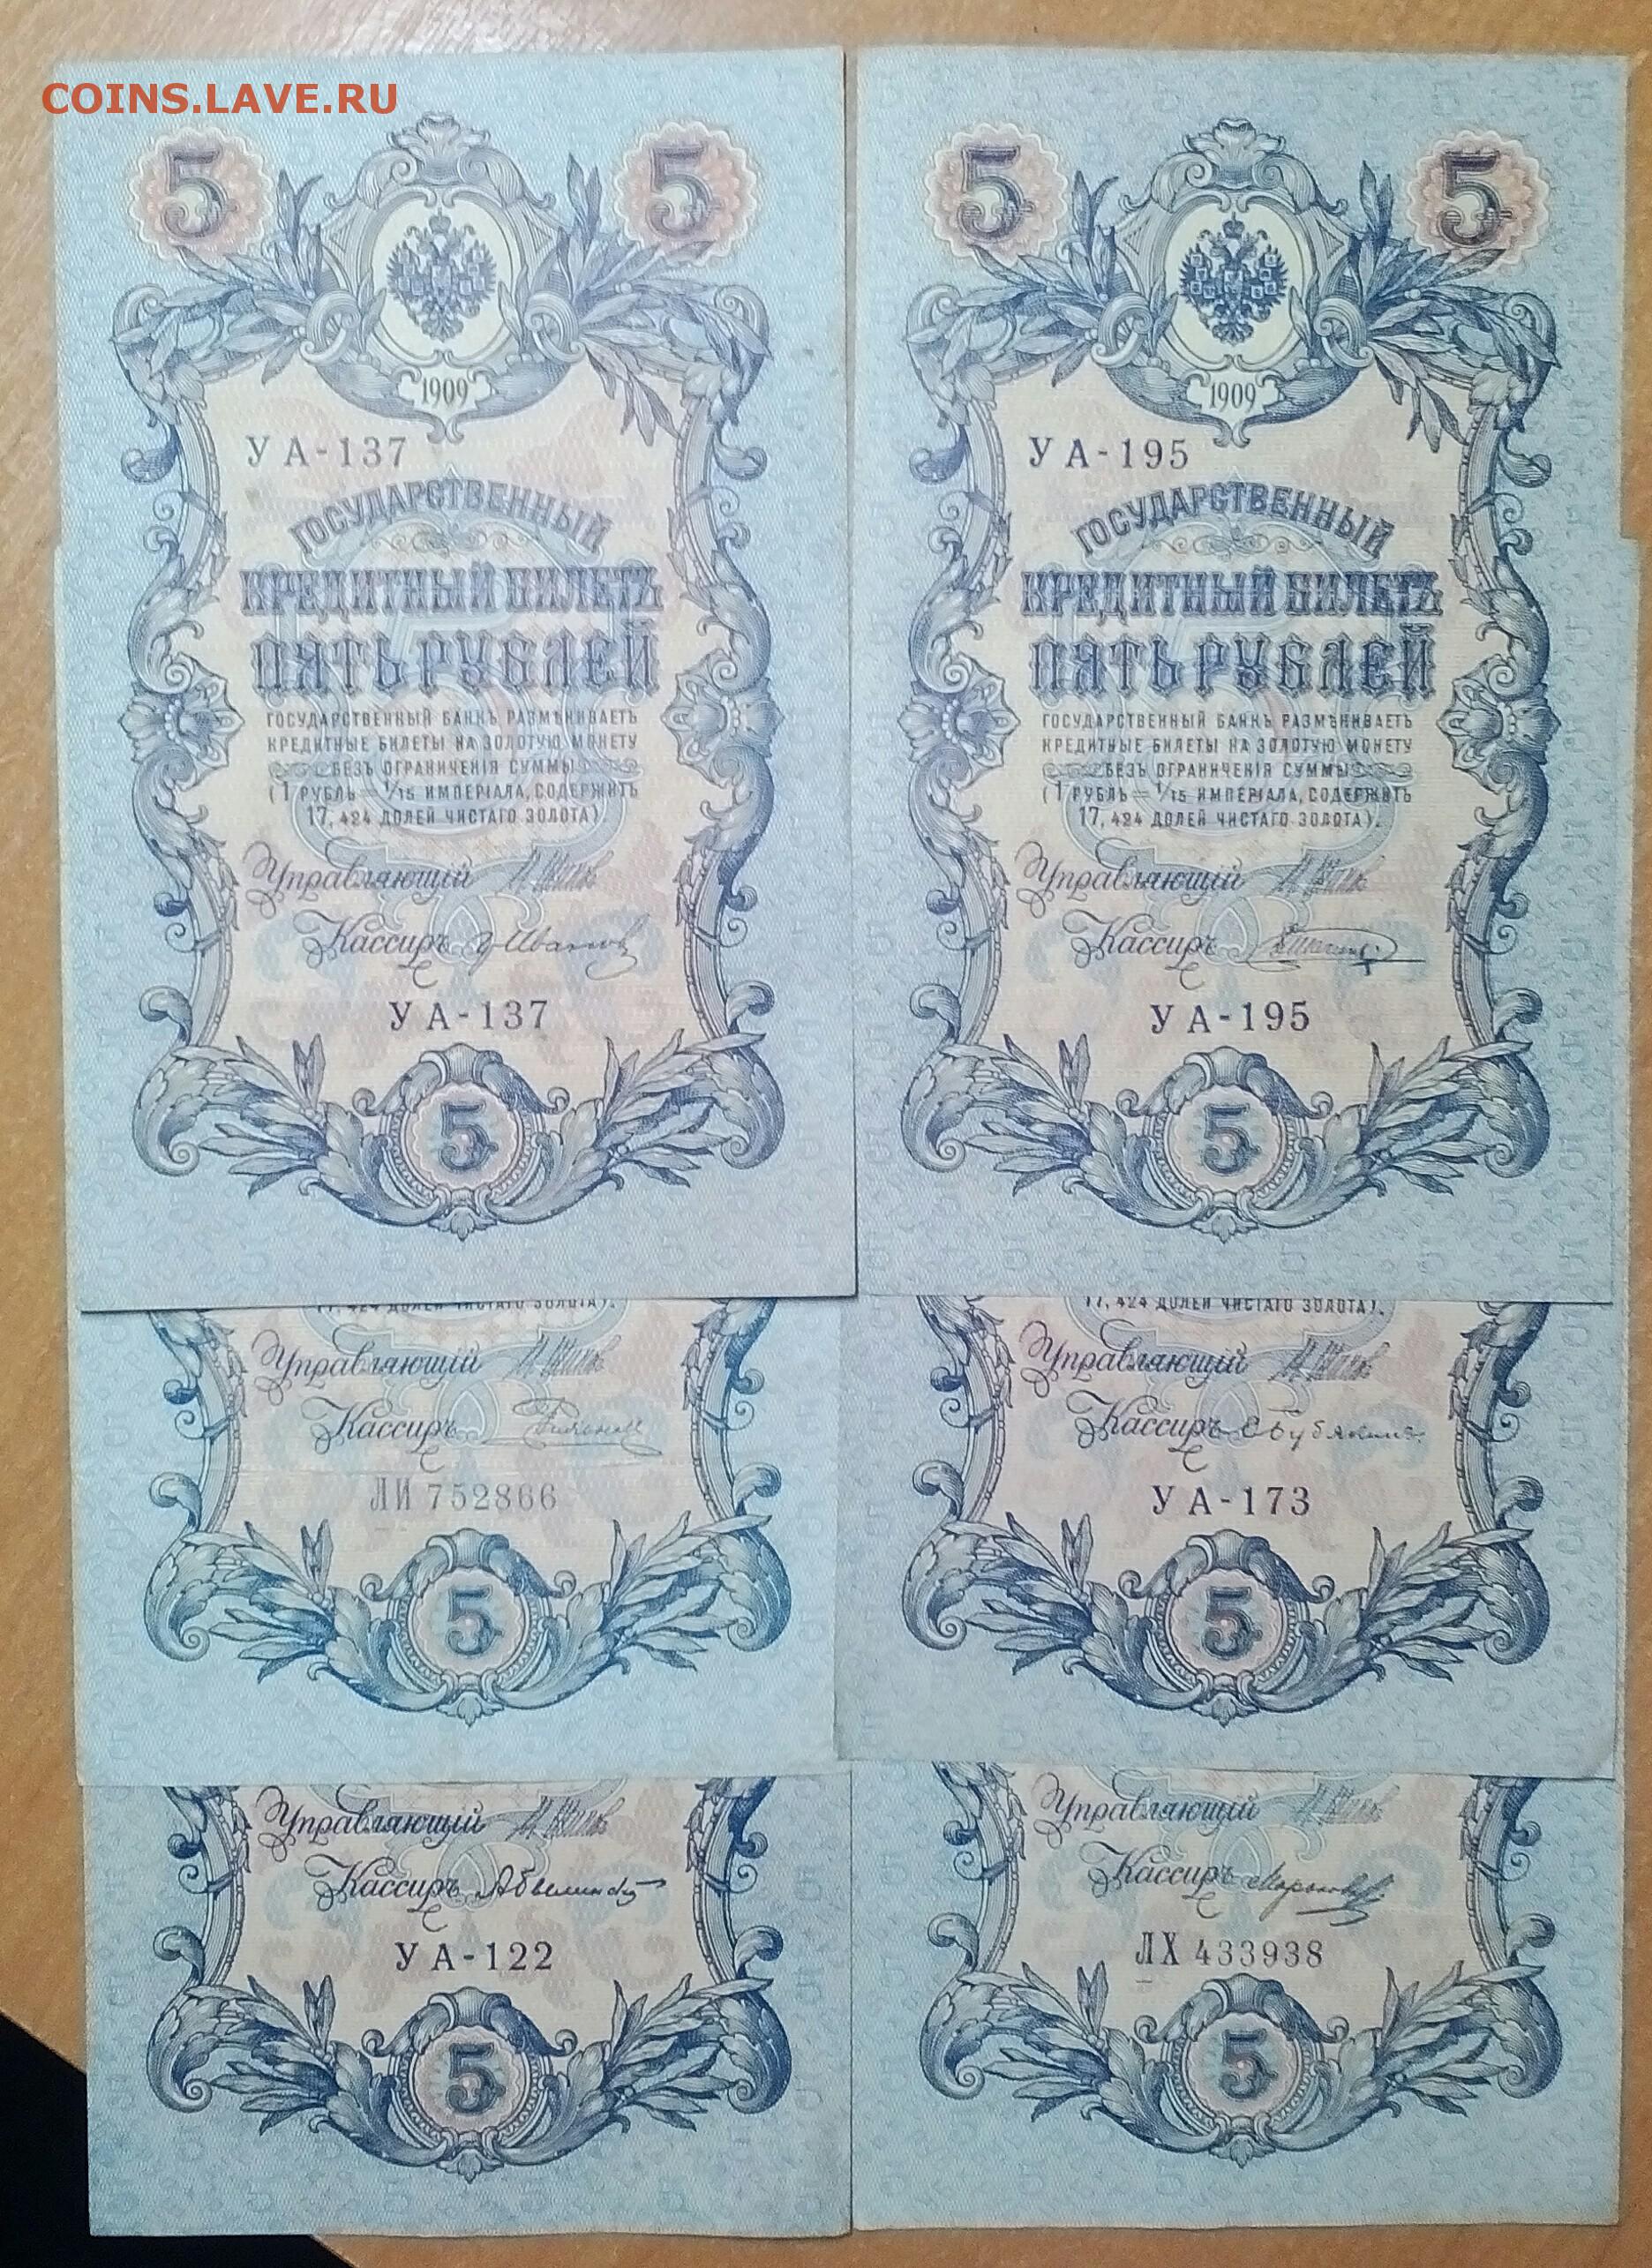 COINS.LAVE.RU
5 5
1909
УА-137
ГОСУДАРСТВЕННЫЙ
КРЕДИТНЫЙ БИЛЕТЪ
ПЯТЬ РУБЛЕЙ
ГОСУДАРСТВЕННЫЙ БАНКЪ РАЗМѢНИВАЕТЪ
КРЕДИТНЫЕ БИЛЕТЫ НА ЗОЛОТУЮ МОНЕТУ
БЕЗЪ ОГРАНИЧЕНІЯ СУММЫ
(1 РУБЛЬ = 1/15 ИМПЕРІАЛА, СОДЕРЖИТЪ
17,424 ДОЛЕЙ ЧИСТАГО ЗОЛОТА).
Управляющій
Кассиръ Иванов
УА-137
5
5 5
1909
УА-195
ГОСУДАРСТВЕННЫЙ
КРЕДИТНЫЙ БИЛЕТЪ
ПЯТЬ РУБЛЕЙ
ГОСУДАРСТВЕННЫЙ БАНКЪ РАЗМѢНИВАЕТЪ
КРЕДИТНЫЕ БИЛЕТЫ НА ЗОЛОТУЮ МОНЕТУ
БЕЗЪ ОГРАНИЧЕНІЯ СУММЫ
(1 РУБЛЬ = 1/15 ИМПЕРІАЛА, СОДЕРЖИТЪ
17,424 ДОЛЕЙ ЧИСТАГО ЗОЛОТА).
Управляющій
Кассиръ
УА-195
5
17,424 ДОЛЕЙ ЧИСТАГО ЗОЛОТА).
Управляющій
Кассиръ
ЛИ 752866
5
17,424 ДОЛЕЙ ЧИСТАГО ЗОЛОТА).
Управляющій
Кассиръ С Бубякинъ
УА-173
5
Управляющій
Кассиръ
УА-122
5
Управляющій
Кассиръ
ЛХ 433938
5